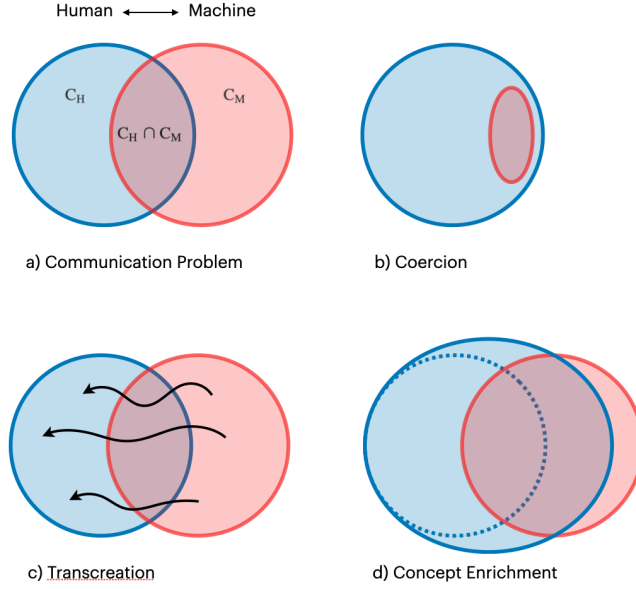 Human Machine
C_H
C_M
C_H ∩ C_M
a) Communication Problem
b) Coercion
c) Transcreation
d) Concept Enrichment